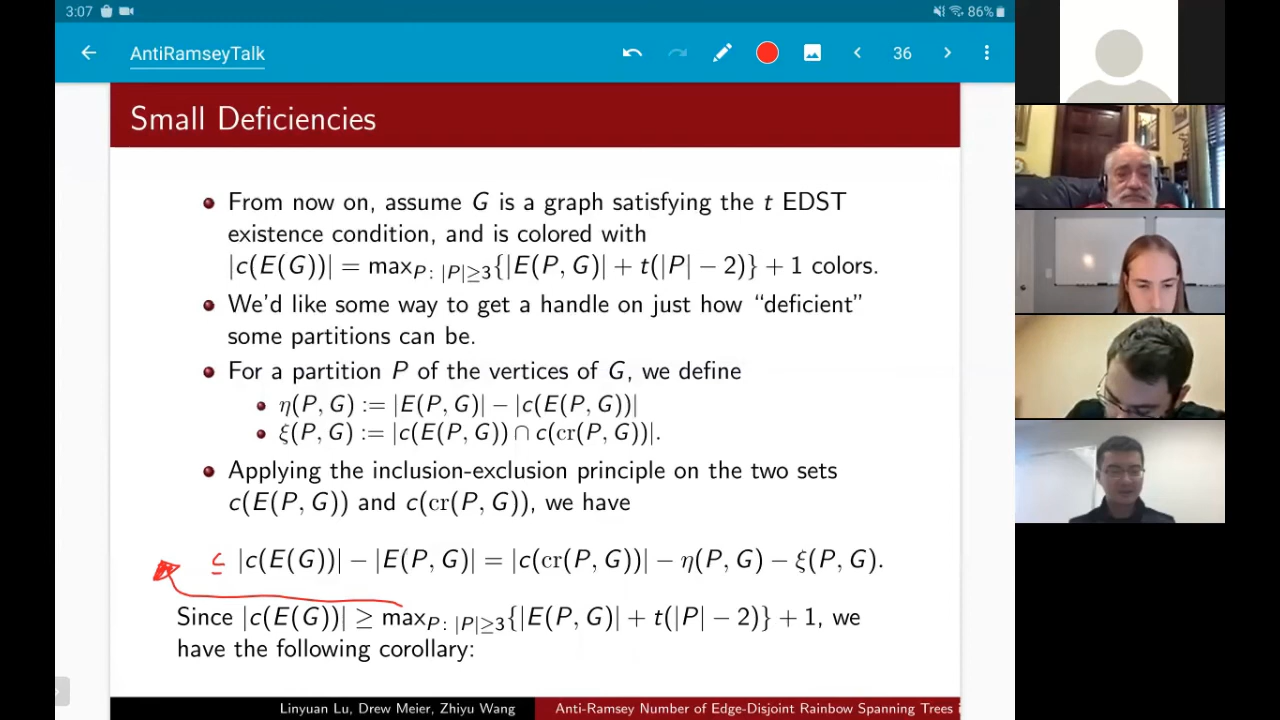 3:07
86%
AntiRamseyTalk
36
Small Deficiencies
From now on, assume G is a graph satisfying the t EDST
existence condition, and is colored with
|c(E(G))| = max_{P: |P|≥3}{|E(P, G)| + t(|P| − 2)} + 1 colors.
We'd like some way to get a handle on just how “deficient”
some partitions can be.
For a partition P of the vertices of G, we define
η(P, G) := |E(P, G)| − |c(E(P, G))|
ξ(P, G) := |c(E(P, G)) ∩ c(cr(P, G))|.
Applying the inclusion-exclusion principle on the two sets
c(E(P, G)) and c(cr(P, G)), we have
|c(E(G))| − |E(P, G)| = |c(cr(P, G))| − η(P, G) − ξ(P, G).
Since |c(E(G))| ≥ max_{P: |P|≥3}{|E(P, G)| + t(|P| − 2)} + 1, we
have the following corollary:
Linyuan Lu, Drew Meier, Zhiyu Wang
Anti-Ramsey Number of Edge-Disjoint Rainbow Spanning Trees i